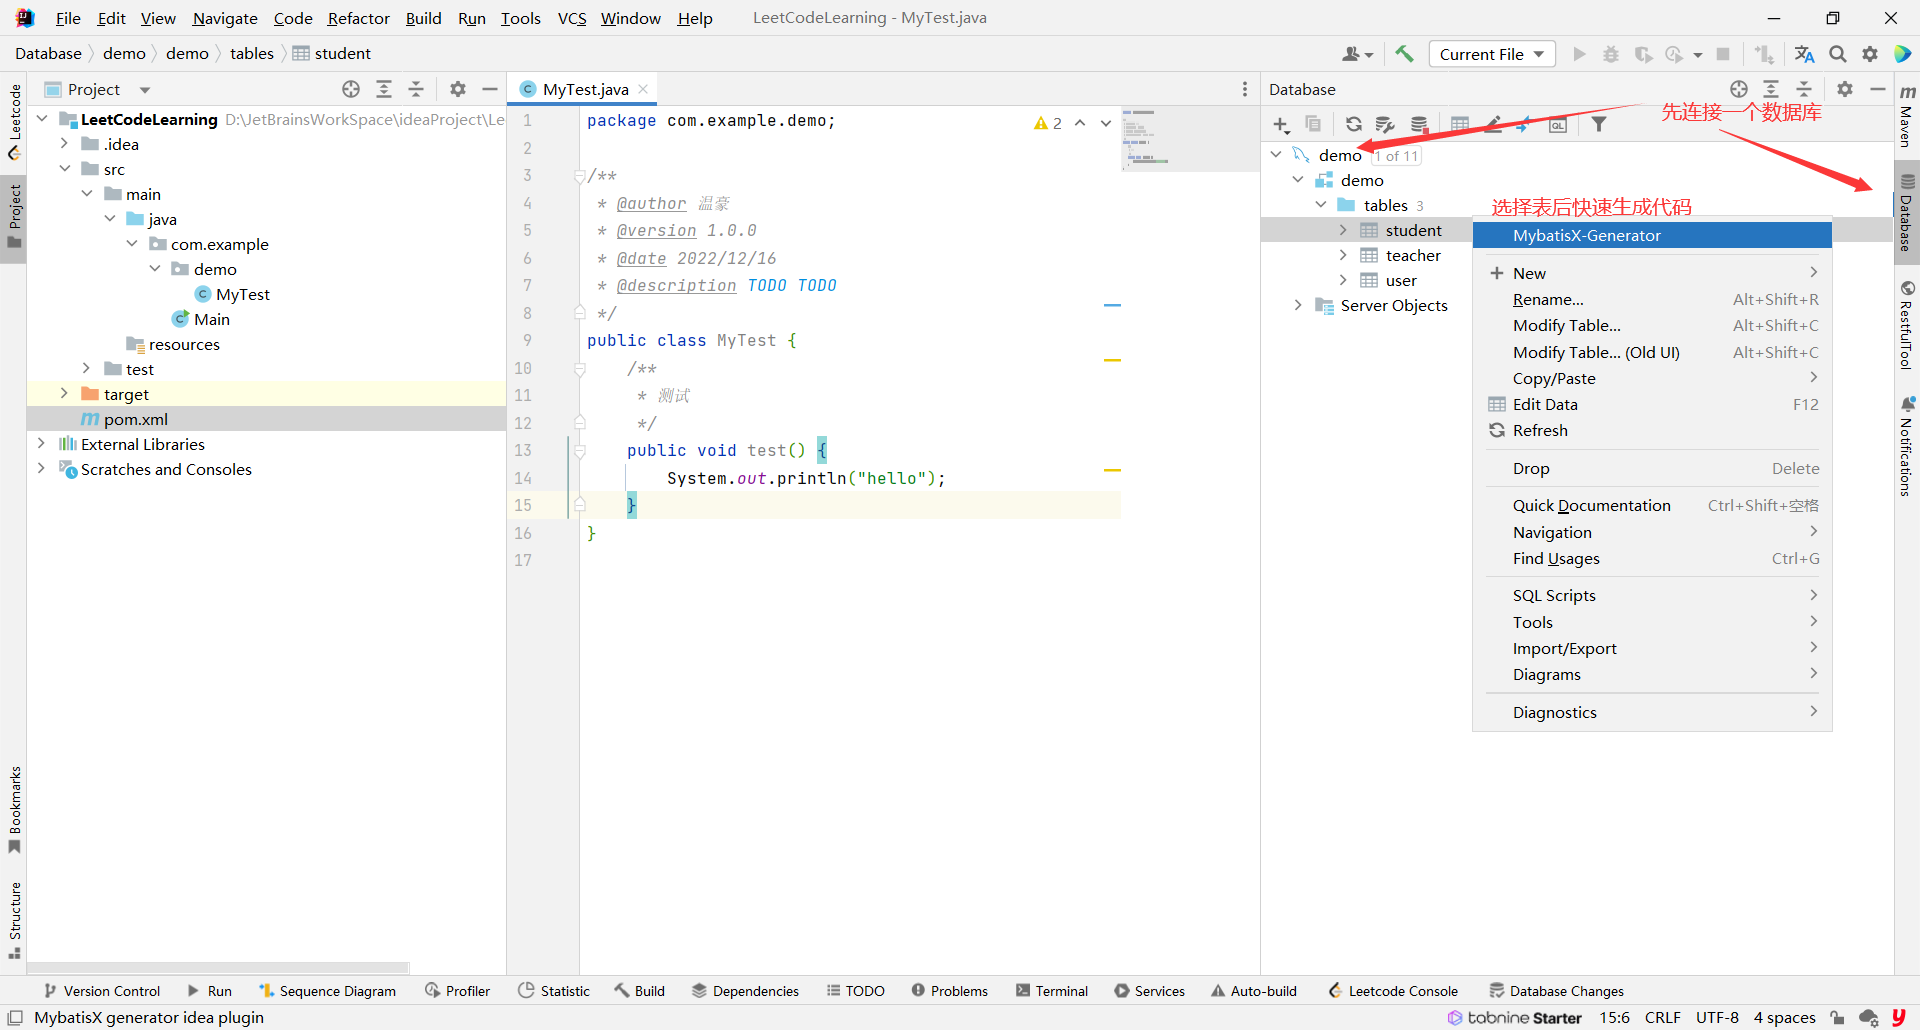 File Edit View Navigate Code Refactor Build Run Tools VCS Window Help LeetCodeLearning - MyTest.java
Database demo demo tables student
Current File
Leetcode
Project
Bookmarks
Structure
Project
LeetCodeLearning D:\JetBrainsWorkSpace\ideaProject\Le
.idea
src
main
java
com.example
demo
MyTest
Main
resources
test
target
pom.xml
External Libraries
Scratches and Consoles
MyTest.java
2
1 package com.example.demo;
2
3 /**
4 * @author 温豪
5 * @version 1.0.0
6 * @date 2022/12/16
7 * @description TODO TODO
8 */
9 public class MyTest {
10 /**
11 * 测试
12 */
13 public void test() {
14 System.out.println("hello");
15 }
16 }
17
Database
先连接一个数据库
QL
demo 1 of 11
demo
tables 3
选择表后快速生成代码
student
teacher
user
Server Objects
MybatisX-Generator
New
Rename... Alt+Shift+R
Modify Table... Alt+Shift+C
Modify Table... (Old UI) Alt+Shift+C
Copy/Paste
Edit Data F12
Refresh
Drop Delete
Quick Documentation Ctrl+Shift+空格
Navigation
Find Usages Ctrl+G
SQL Scripts
Tools
Import/Export
Diagrams
Diagnostics
Maven
Database
RestfulTool
Notifications
Version Control Run Sequence Diagram Profiler Statistic Build Dependencies TODO Problems Terminal Services Auto-build Leetcode Console Database Changes
MybatisX generator idea plugin tabnine Starter 15:6 CRLF UTF-8 4 spaces